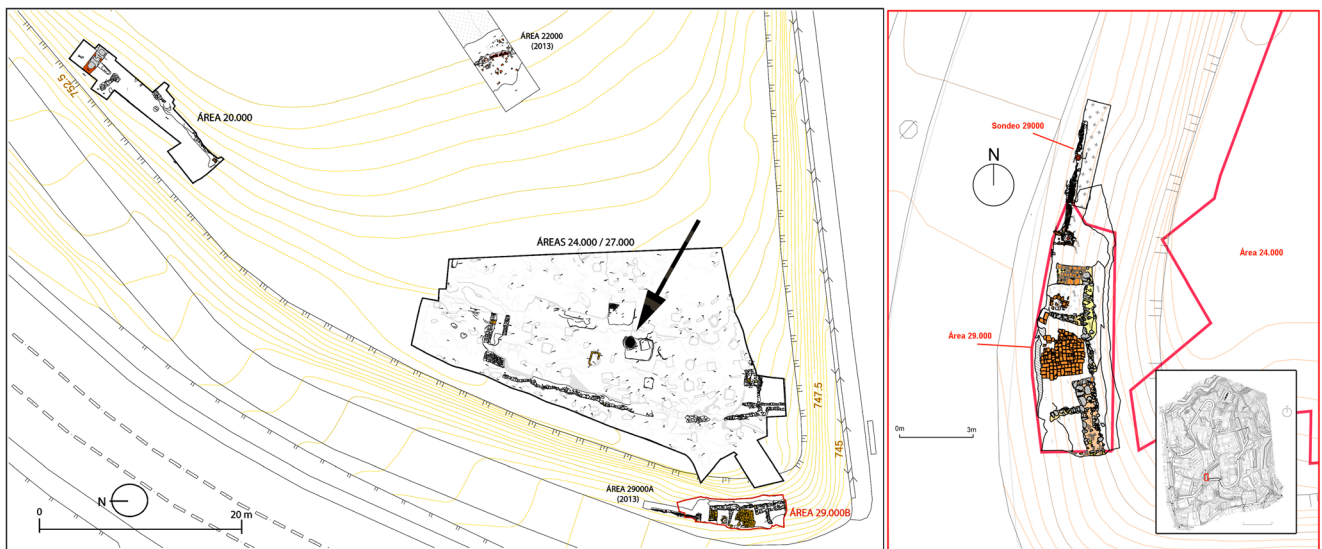 ÁREA 22000
(2013)
752.5
ÁREA 20.000
ÁREAS 24.000 / 27.000
747.5
745
ÁREA 29000A
(2013)
ÁREA 29.000B
N
0
20 m
Sondeo 29000
N
Área 24.000
Área 29.000
0m
3m